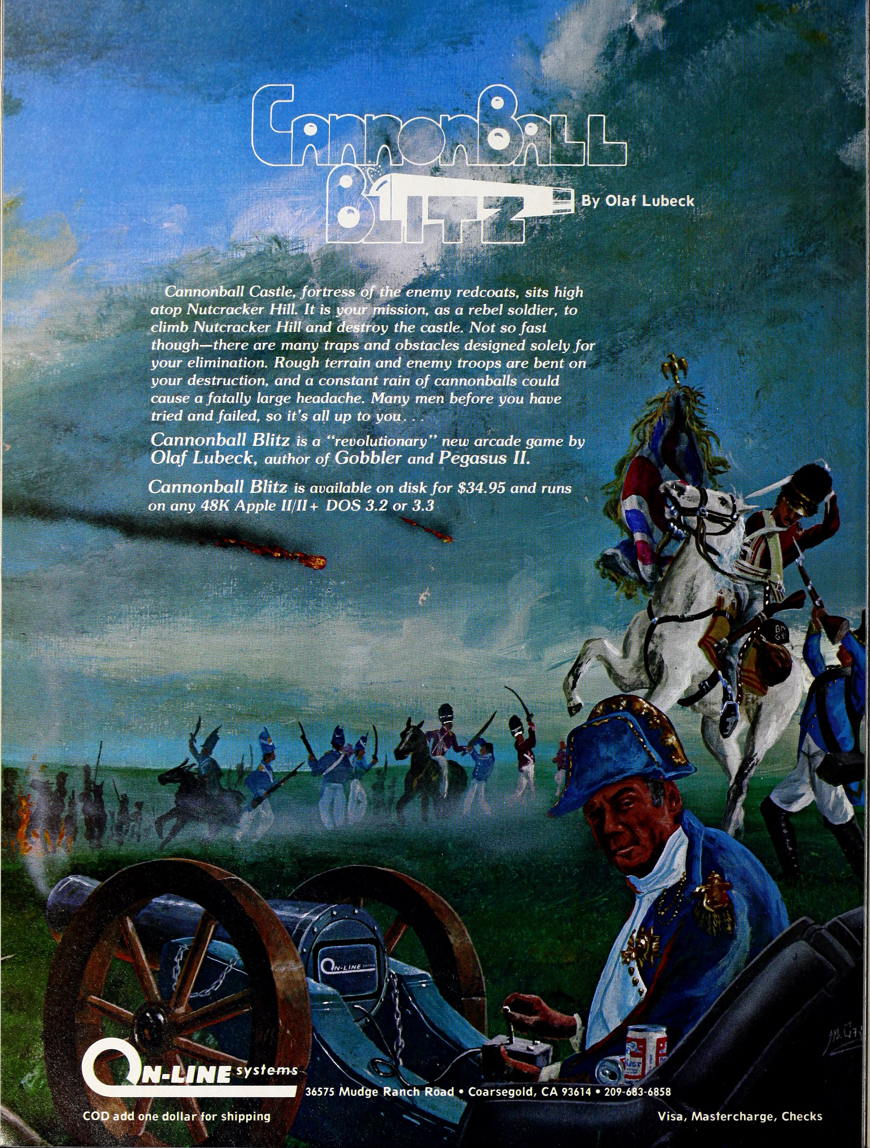 CannonBall
Blitz
By Olaf Lubeck
Cannonball Castle, fortress of the enemy redcoats, sits high
atop Nutcracker Hill. It is your mission, as a rebel soldier, to
climb Nutcracker Hill and destroy the castle. Not so fast
though—there are many traps and obstacles designed solely for
your elimination. Rough terrain and enemy troops are bent on
your destruction, and a constant rain of cannonballs could
cause a fatally large headache. Many men before you have
tried and failed, so it's all up to you. . .
Cannonball Blitz is a "revolutionary" new arcade game by
Olaf Lubeck, author of Gobbler and Pegasus II.
Cannonball Blitz is available on disk for $34.95 and runs
on any 48K Apple II/II+ DOS 3.2 or 3.3
On-Line systems
On-Line systems
36575 Mudge Ranch Road • Coarsegold, CA 93614 • 209-683-6858
COD add one dollar for shipping
Visa, Mastercharge, Checks